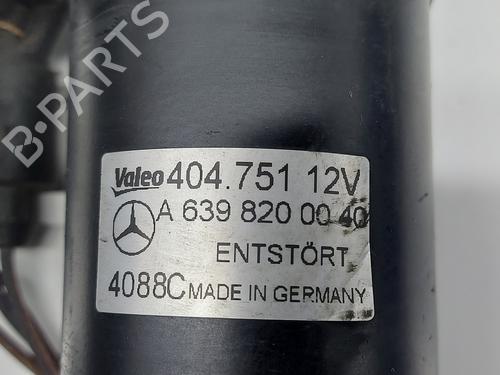 B-PARTS
Valeo 404.751 12V
A 639 820 00 40
ENTSTÖRT
4088C MADE IN GERMANY